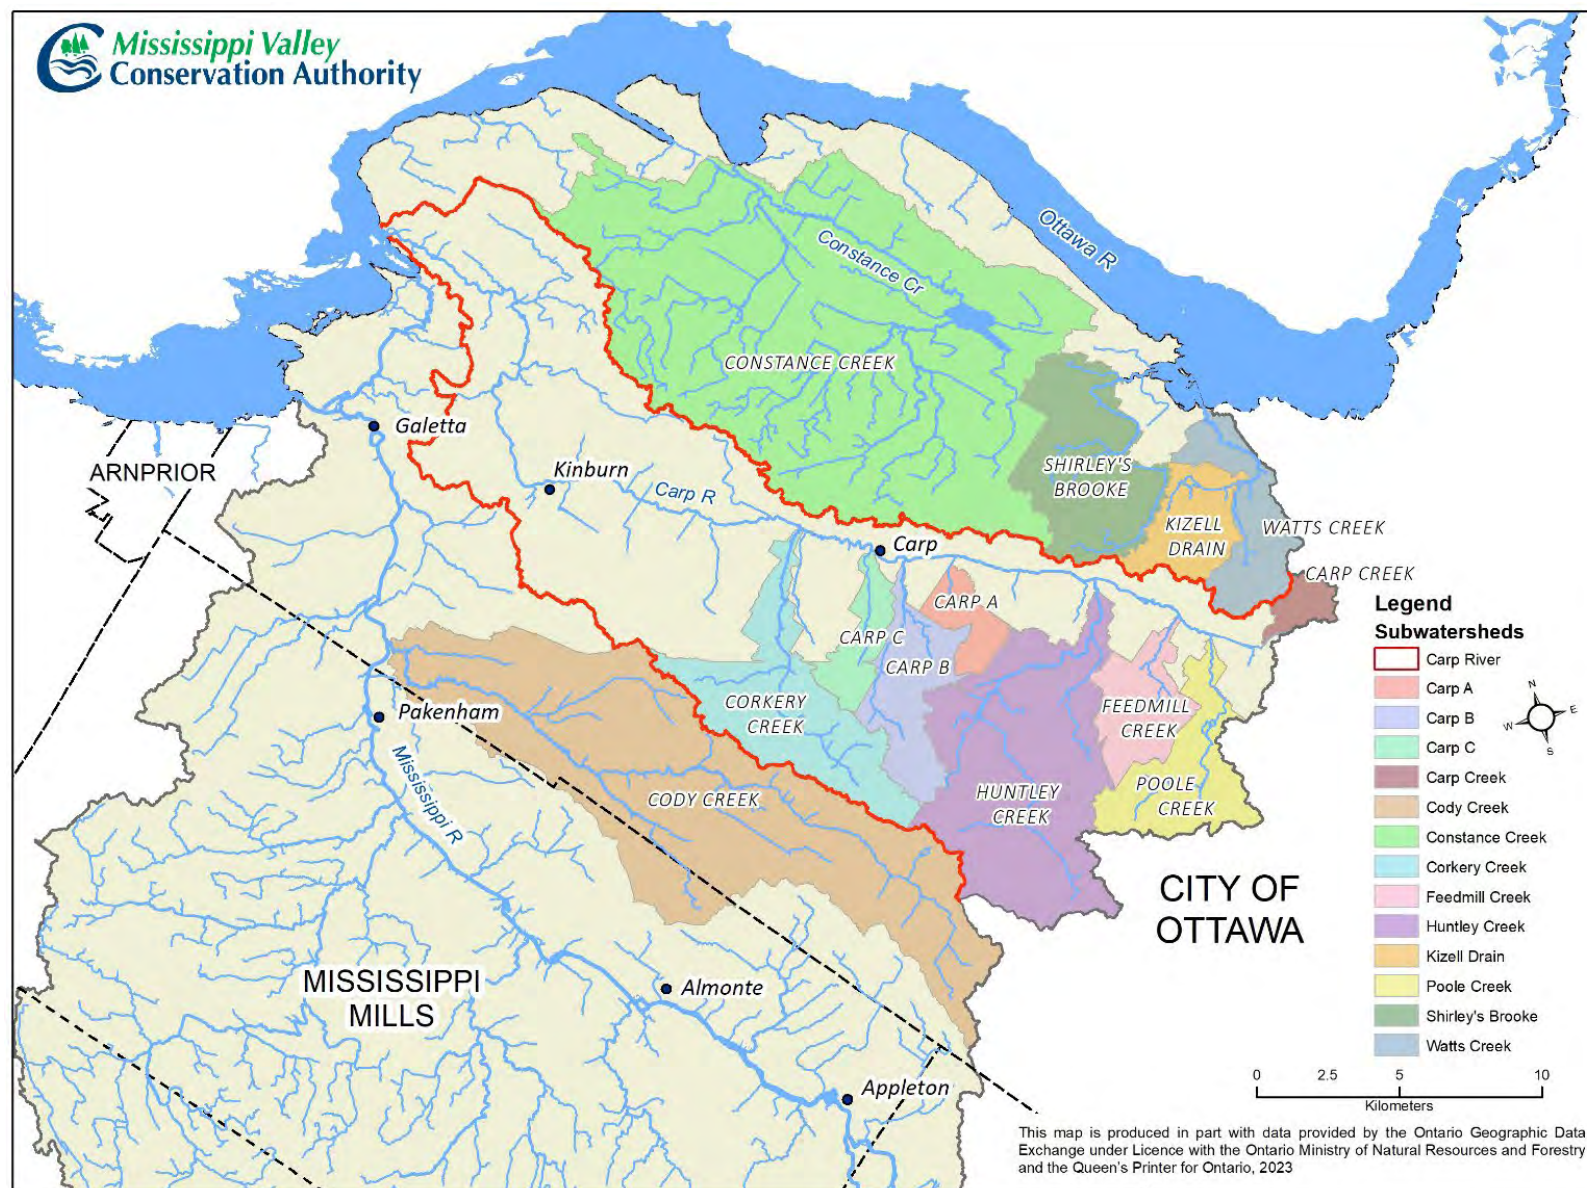 Mississippi Valley
Conservation Authority
Ottawa R
Constance Cr
CONSTANCE CREEK
Galetta
ARNPRIOR
Kinburn
Carp R
SHIRLEY'S
BROOKE
KIZELL
DRAIN
WATTS CREEK
Carp
CARP CREEK
CARP A
CARP C
CARP B
CORKERY
CREEK
FEEDMILL
CREEK
Pakenham
Mississippi R
CODY CREEK
HUNTLEY
CREEK
POOLE
CREEK
CITY OF
OTTAWA
MISSISSIPPI
MILLS
Almonte
Appleton
Legend
Subwatersheds
Carp River
Carp A
Carp B
Carp C
Carp Creek
Cody Creek
Constance Creek
Corkery Creek
Feedmill Creek
Huntley Creek
Kizell Drain
Poole Creek
Shirley's Brooke
Watts Creek
N
W E
S
0 2.5 5 10
Kilometers
This map is produced in part with data provided by the Ontario Geographic Data
Exchange under Licence with the Ontario Ministry of Natural Resources and Forestry
and the Queen's Printer for Ontario, 2023